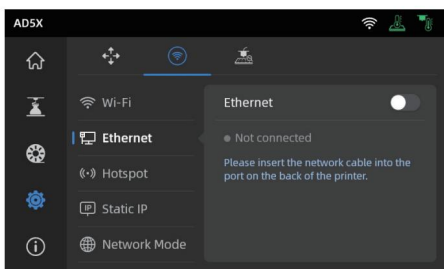 AD5X
Wi-Fi
Ethernet
Hotspot
IP Static IP
Network Mode
Ethernet
Not connected
Please insert the network cable into the
port on the back of the printer.